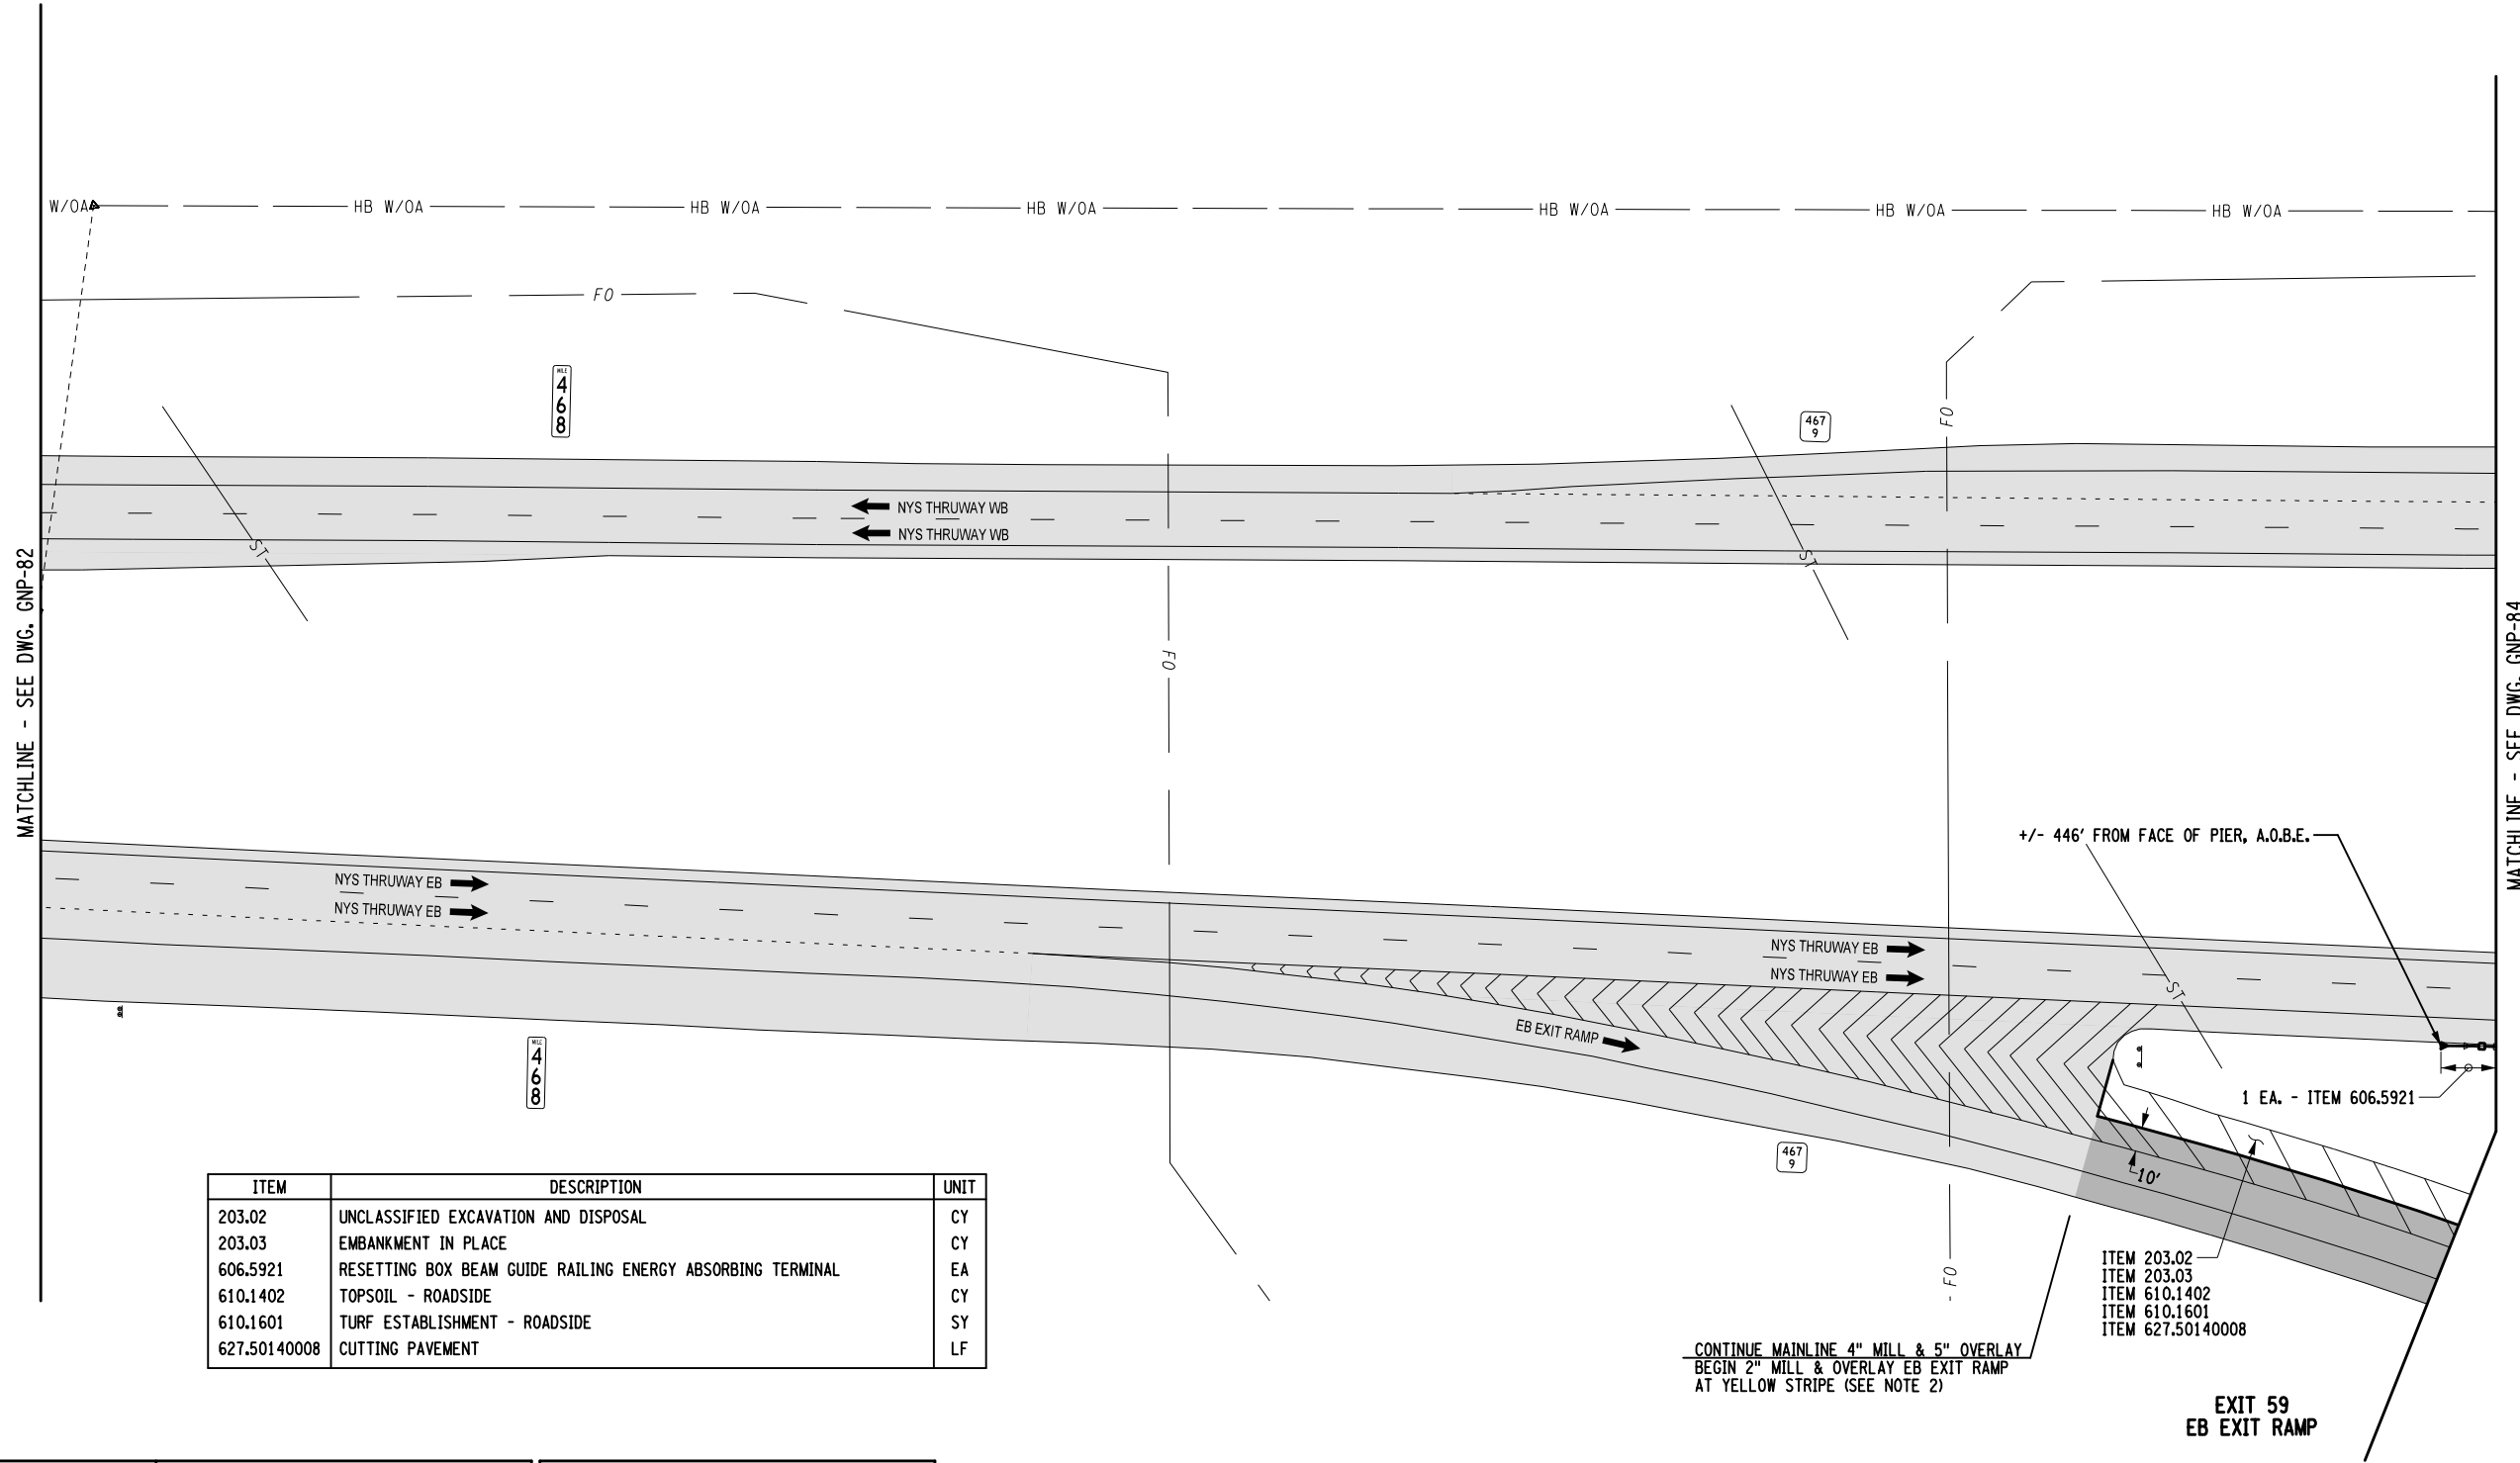 W/OA
HB W/OA
HB W/OA
HB W/OA
HB W/OA
HB W/OA
HB W/OA
FO
MILE
4
6
8
467
9
FO
NYS THRUWAY WB
NYS THRUWAY WB
ST
ST
MATCHLINE - SEE DWG. GNP-82
MATCHLINE - SEE DWG. GNP-84
FO
+/- 446' FROM FACE OF PIER, A.O.B.E.
NYS THRUWAY EB
NYS THRUWAY EB
NYS THRUWAY EB
NYS THRUWAY EB
ST
EB EXIT RAMP
MILE
4
6
8
1 EA. - ITEM 606.5921
467
9
10'
ITEM DESCRIPTION UNIT
203.02 UNCLASSIFIED EXCAVATION AND DISPOSAL CY
203.03 EMBANKMENT IN PLACE CY
606.5921 RESETTING BOX BEAM GUIDE RAILING ENERGY ABSORBING TERMINAL EA
610.1402 TOPSOIL - ROADSIDE CY
610.1601 TURF ESTABLISHMENT - ROADSIDE SY
627.50140008 CUTTING PAVEMENT LF
FO
ITEM 203.02
ITEM 203.03
ITEM 610.1402
ITEM 610.1601
ITEM 627.50140008
CONTINUE MAINLINE 4" MILL & 5" OVERLAY
BEGIN 2" MILL & OVERLAY EB EXIT RAMP
AT YELLOW STRIPE (SEE NOTE 2)
EXIT 59
EB EXIT RAMP